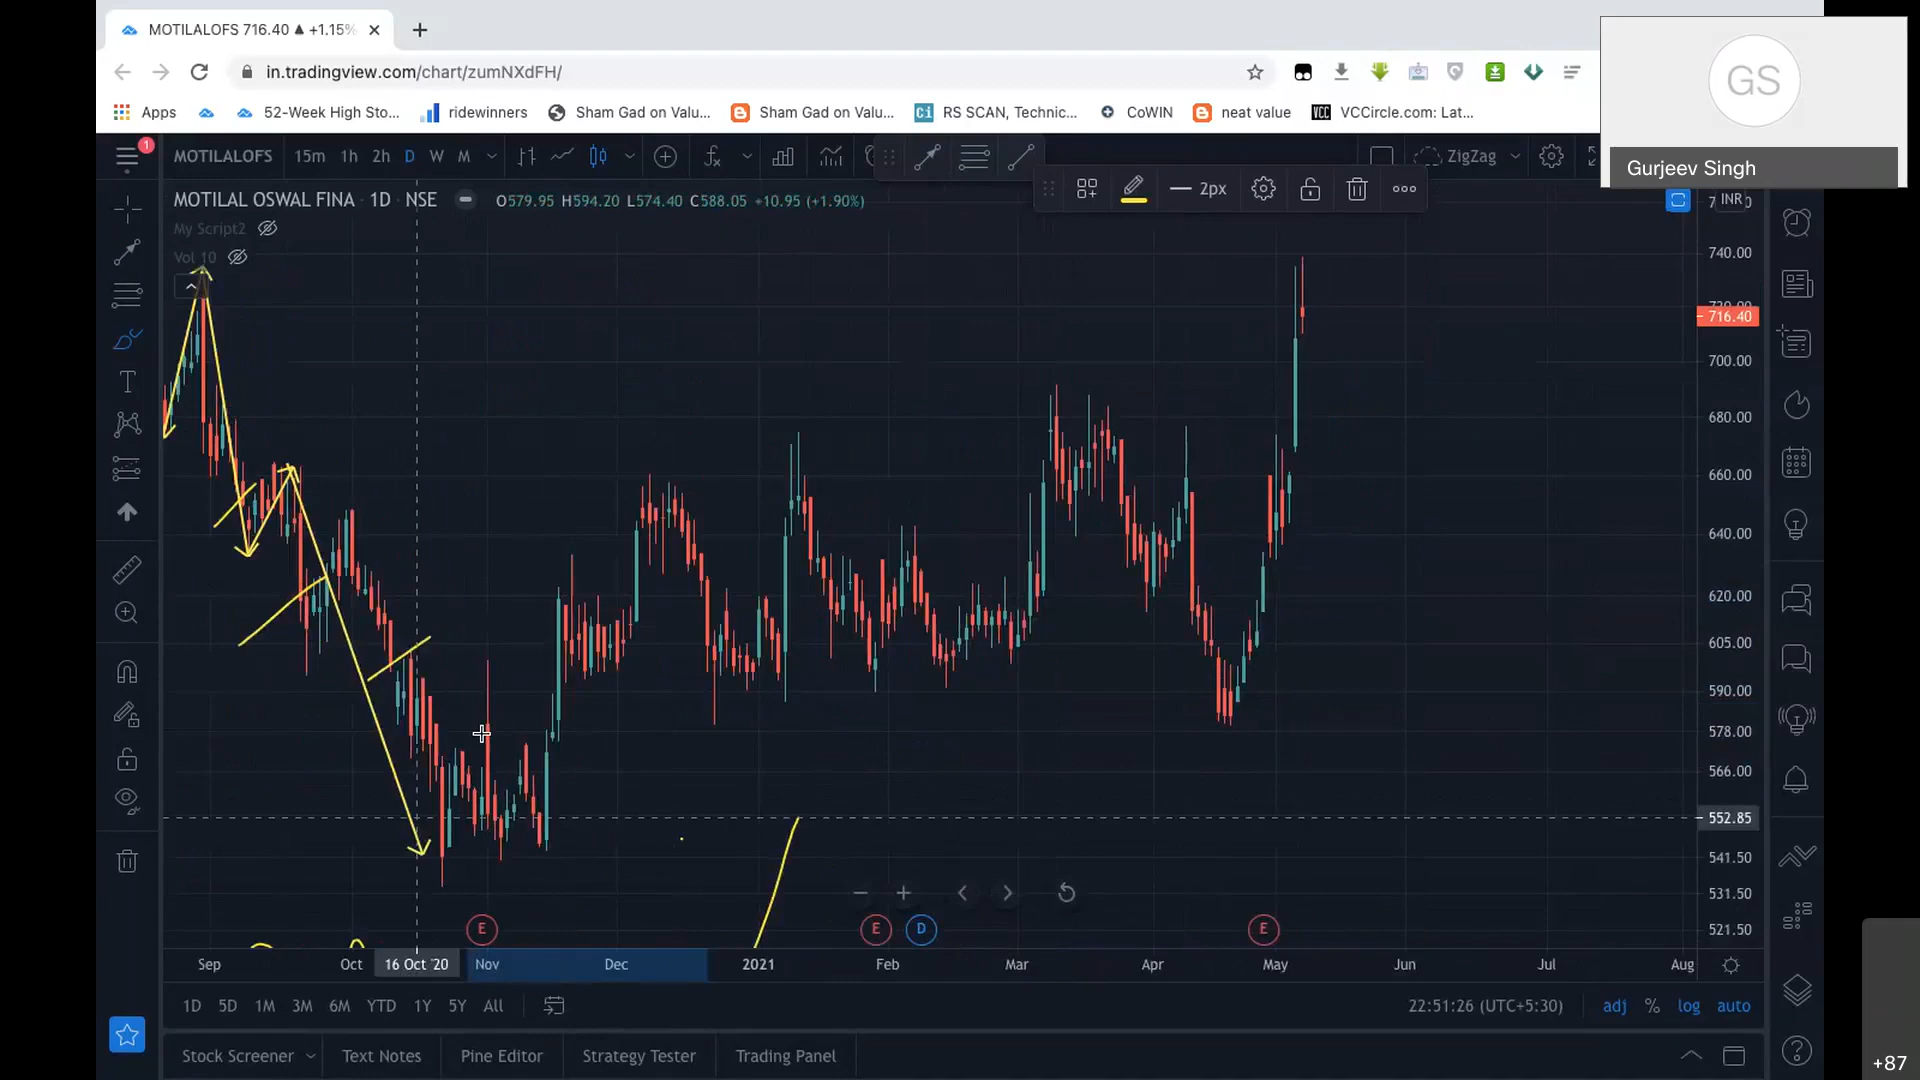 MOTILALOFS 716.40 ▲ +1.15%
in.tradingview.com/chart/zumNXdFH/
Apps
52-Week High Sto...
ridewinners
Sham Gad on Valu...
Sham Gad on Valu...
Ci
RS SCAN, Technic...
CoWIN
neat value
VCC
VCCircle.com: Lat...
GS
Gurjeev Singh
1
MOTILALOFS
15m
1h
2h
D
W
M
ZigZag
2px
MOTILAL OSWAL FINA · 1D · NSE
O579.95 H594.20 L574.40 C588.05 +10.95 (+1.90%)
INR
My Script2
Vol 10
740.00
720.00
716.40
700.00
680.00
660.00
640.00
620.00
605.00
590.00
578.00
566.00
552.85
541.50
531.50
521.50
E
E
D
E
Sep
Oct
16 Oct '20
Nov
Dec
2021
Feb
Mar
Apr
May
Jun
Jul
Aug
1D
5D
1M
3M
6M
YTD
1Y
5Y
All
22:51:26 (UTC+5:30)
adj
%
log
auto
Stock Screener
Text Notes
Pine Editor
Strategy Tester
Trading Panel
+87